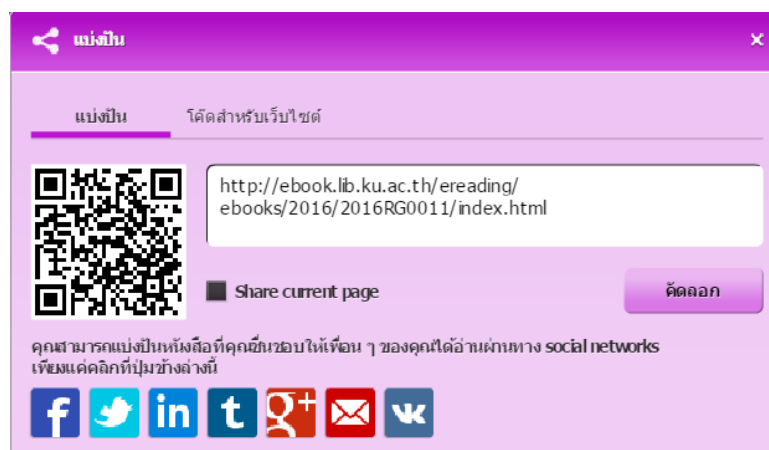 แบ่งปัน
แบ่งปัน โค๊ดสำหรับเว็บไซต์
http://ebook.lib.ku.ac.th/ereading/
ebooks/2016/2016RG0011/index.html
Share current page
คัดลอก
คุณสามารถแบ่งปันหนังสือที่คุณชื่นชอบให้เพื่อน ๆ ของคุณได้อ่านผ่านทาง social networks
เพียงแค่คลิกที่ปุ่มข้างล่างนี้
f in t g+ VK